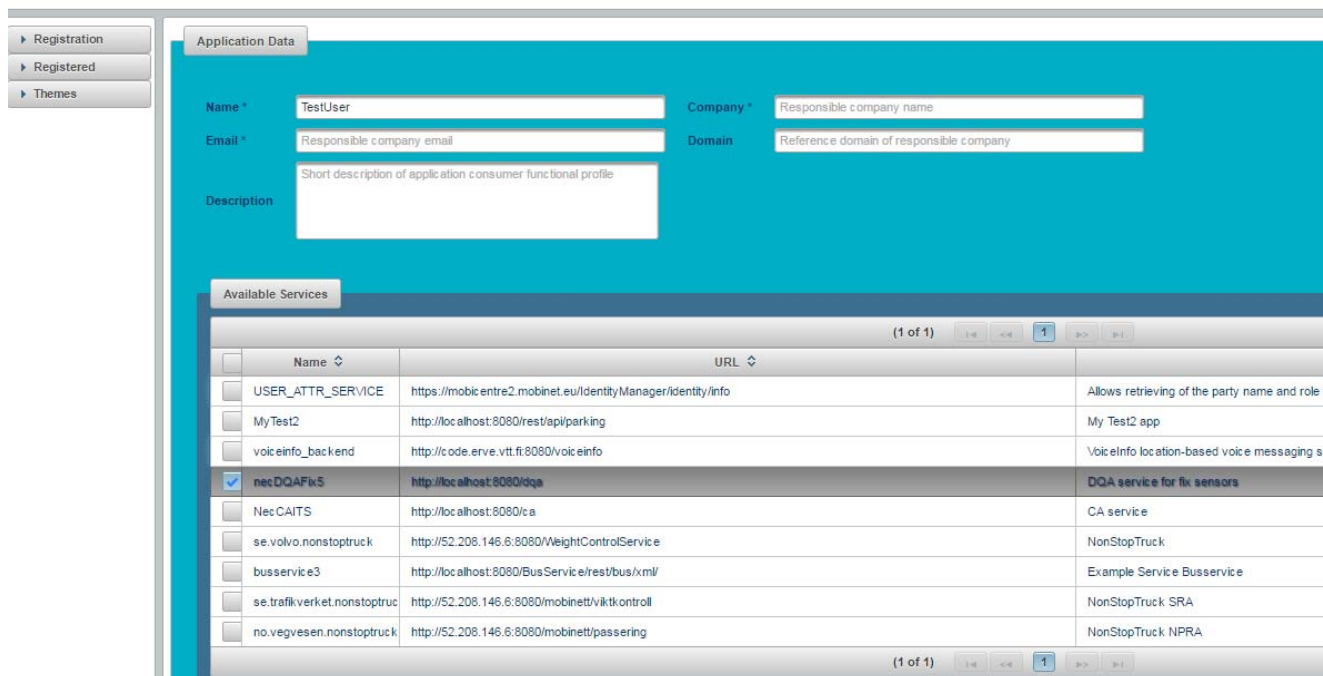 Registration
Registered
Themes
Application Data
Name * TestUser Company * Responsible company name
Email * Responsible company email Domain Reference domain of responsible company
Description Short description of application consumer functional profile
Available Services
(1 of 1) 1
Name URL
USER_ATTR_SERVICE https://mobicentre2.mobinet.eu/IdentityManager/identity/info Allows retrieving of the party name and role
MyTest2 http://localhost:8080/rest/api/parking My Test2 app
voiceinfo_backend http://code.erve.vtt.fi:8080/voiceinfo VoiceInfo location-based voice messaging s
necDQAFix5 http://localhost:8080/dqa DQA service for fix sensors
NecCAITS http://localhost:8080/ca CA service
se.volvo.nonstoptruck http://52.208.146.6:8080/WeightControlService NonStopTruck
busservice3 http://localhost:8080/BusService/rest/bus/xml/ Example Service Busservice
se.trafikverket.nonstoptruc http://52.208.146.6:8080/mobinett/viktkontroll NonStopTruck SRA
no.vegvesen.nonstoptruck http://52.208.146.6:8080/mobinett/passering NonStopTruck NPRA
(1 of 1) 1